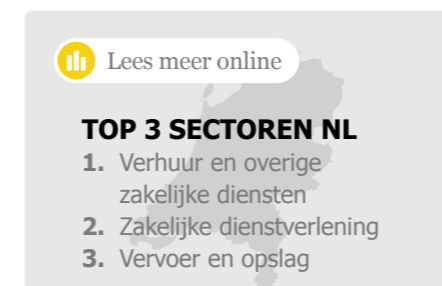 Lees meer online
TOP 3 SECTOREN NL
1. Verhuur en overige
zakelijke diensten
2. Zakelijke dienstverlening
3. Vervoer en opslag